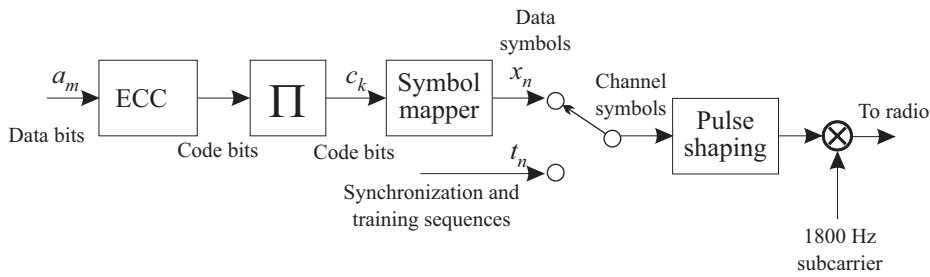 Data
symbols
a_m
c_k
x_n
ECC
∏
Symbol
mapper
Channel
symbols
To radio
Data bits
Code bits
Code bits
Pulse
shaping
t_n
Synchronization and
training sequences
1800 Hz
subcarrier